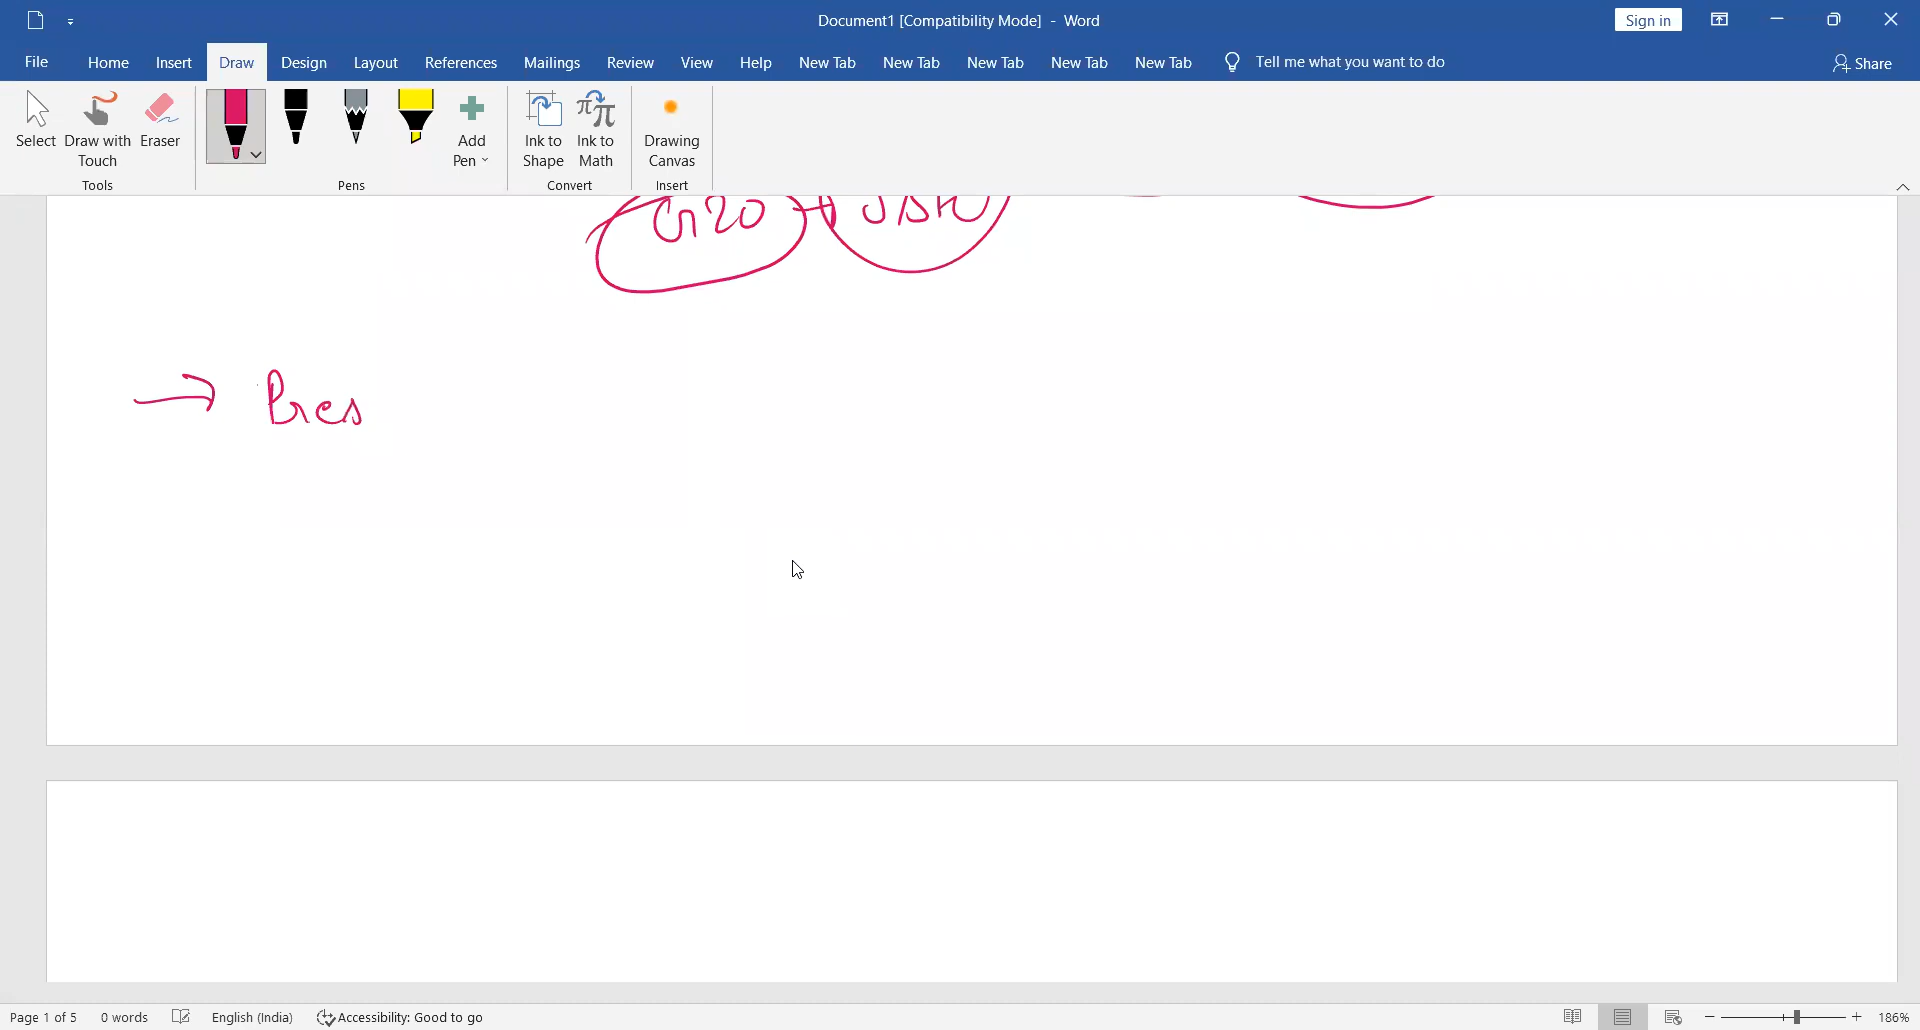 Document1 [Compatibility Mode] - Word
Sign in
File Home Insert Draw Design Layout References Mailings Review View Help New Tab New Tab New Tab New Tab New Tab Tell me what you want to do Share
Select
Draw with Touch
Eraser
Add Pen
Ink to Shape
Ink to Math
Drawing Canvas
Tools Pens Convert Insert
G20 +
→ Pres
Page 1 of 5 0 words English (India) Accessibility: Good to go 186%